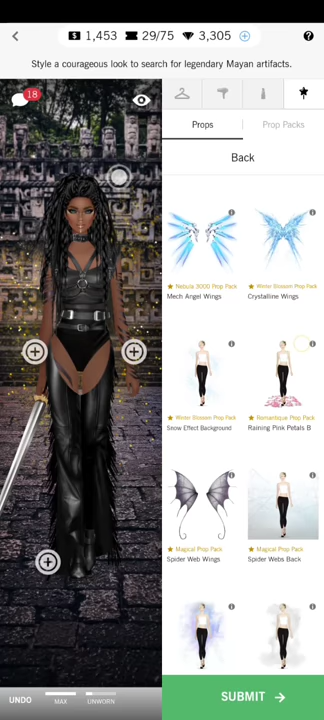 1,453 29/75 3,305
Style a courageous look to search for legendary Mayan artifacts.
18
Props Prop Packs
Back
Nebula 3000 Prop Pack
Mech Angel Wings
Winter Blossom Prop Pack
Crystalline Wings
Winter Blossom Prop Pack
Snow Effect Background
Romantique Prop Pack
Raining Pink Petals B
Magical Prop Pack
Spider Web Wings
Magical Prop Pack
Spider Webs Back
UNDO MAX UNWORN
SUBMIT